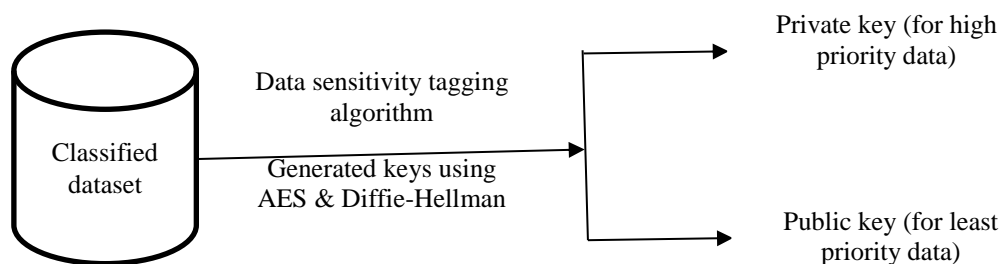 Classified
dataset
Data sensitivity tagging
algorithm
Generated keys using
AES & Diffie-Hellman
Private key (for high
priority data)
Public key (for least
priority data)